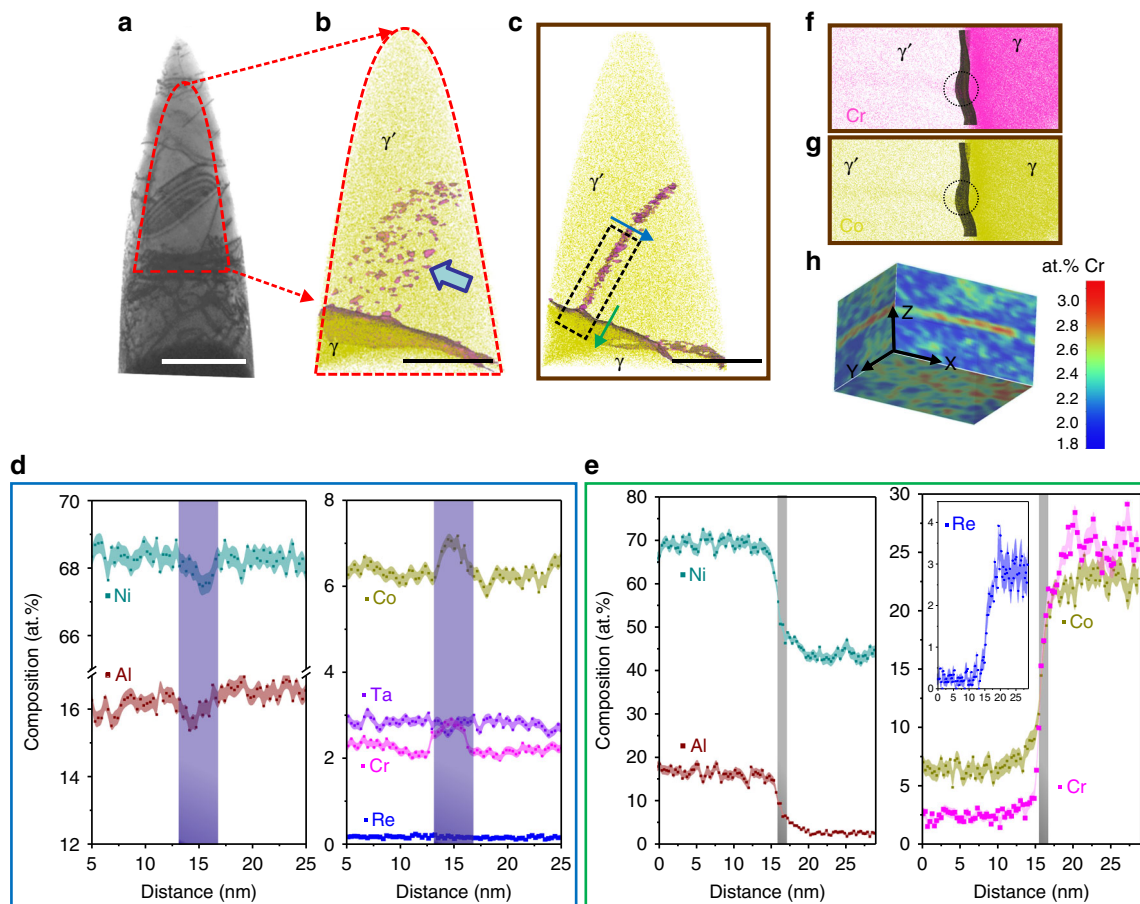 a
b
c
f
γ′
γ
Cr
g
γ′
γ
Co
h
at.% Cr
3.0
2.8
2.6
2.4
2.2
2.0
1.8
Z
Y
X
γ′
γ
γ′
γ
d
Composition (at.%)
70
68
66
16
14
12
Ni
Al
5 10 15 20 25
Distance (nm)
8
6
4
2
0
Co
Ta
Cr
Re
5 10 15 20 25
Distance (nm)
e
Composition (at.%)
80
70
60
50
40
30
20
10
0
Ni
Al
0 5 10 15 20 25
Distance (nm)
30
25
20
15
10
5
0
Re
4
3
2
1
0
0 5 10 15 20 25
Co
Cr
0 5 10 15 20 25
Distance (nm)